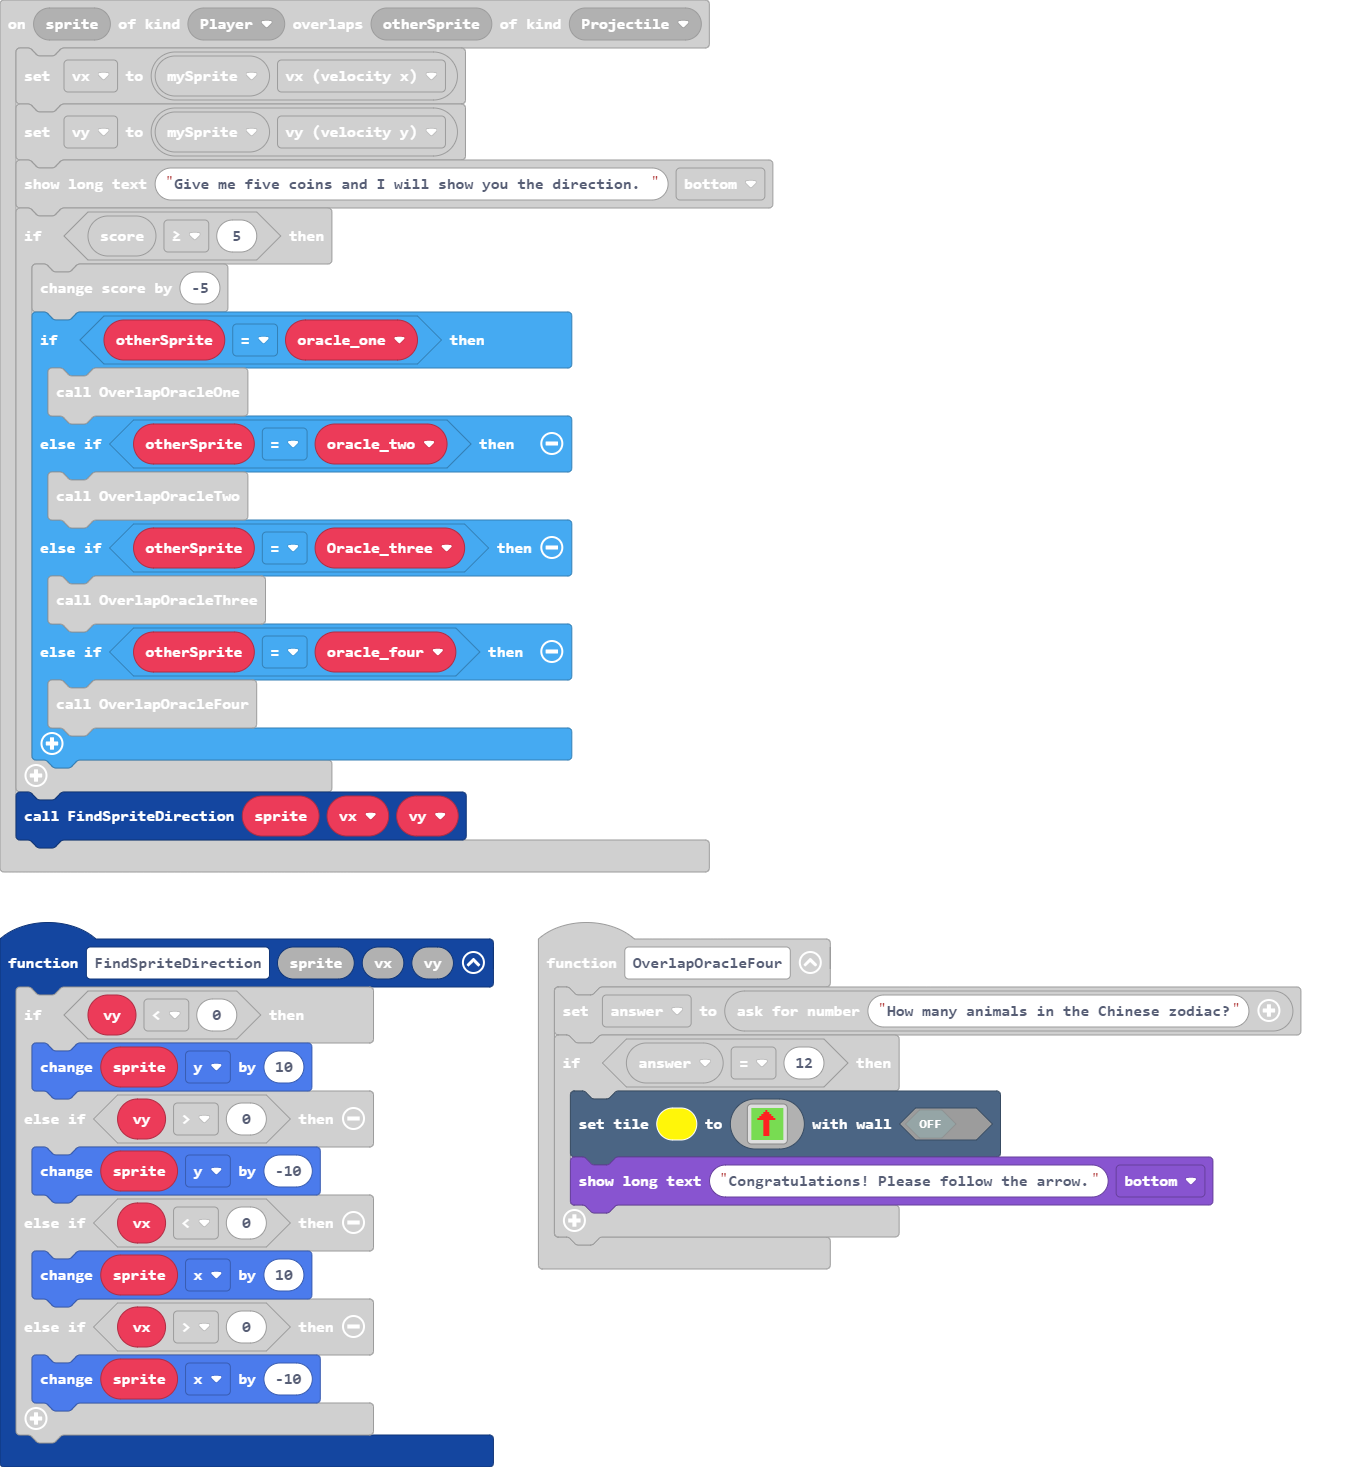 on sprite of kind Player overlaps otherSprite of kind Projectile
set vx to mySprite vx (velocity x)
set vy to mySprite vy (velocity y)
show long text "Give me five coins and I will show you the direction. " bottom
if score ≥ 5 then
change score by -5
if otherSprite = oracle_one then
call OverlapOracleOne
else if otherSprite = oracle_two then
call OverlapOracleTwo
else if otherSprite = Oracle_three then
call OverlapOracleThree
else if otherSprite = oracle_four then
call OverlapOracleFour
call FindSpriteDirection sprite vx vy
function FindSpriteDirection sprite vx vy
if vy < 0 then
change sprite y by 10
else if vy > 0 then
change sprite y by -10
else if vx < 0 then
change sprite x by 10
else if vx > 0 then
change sprite x by -10
function OverlapOracleFour
set answer to ask for number "How many animals in the Chinese zodiac?"
if answer = 12 then
set tile to with wall OFF
show long text "Congratulations! Please follow the arrow." bottom